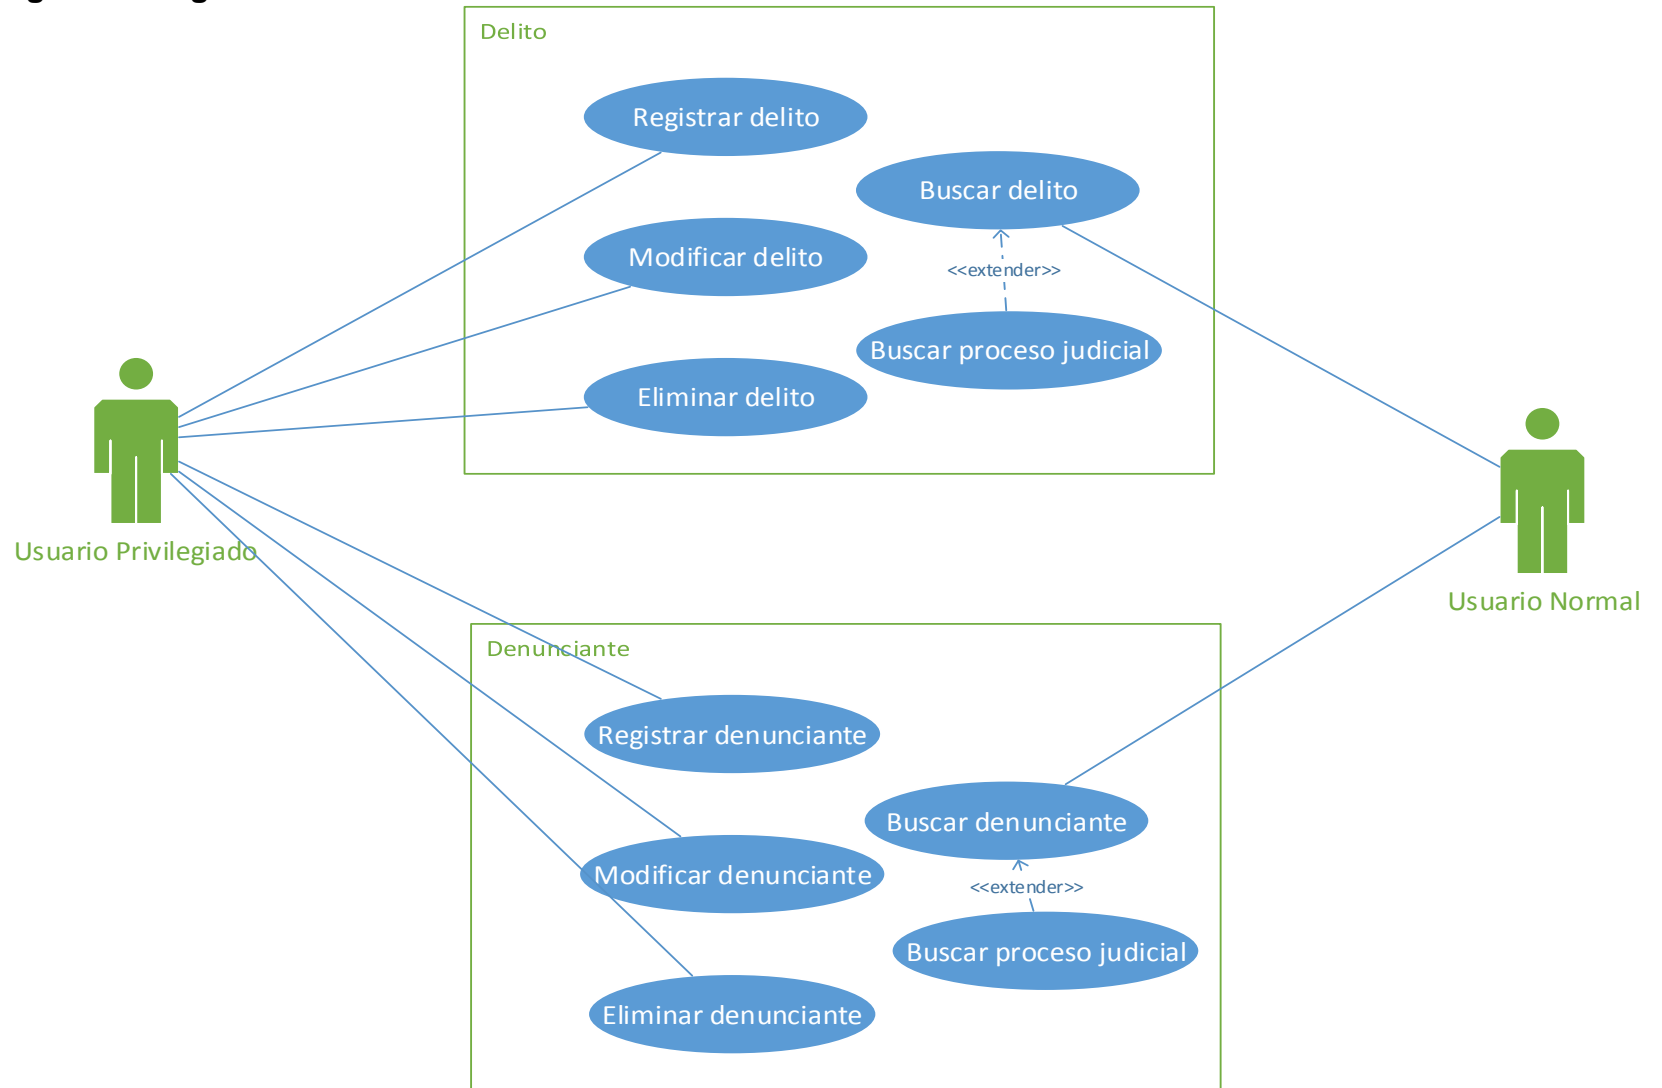 Delito
Registrar delito
Buscar delito
Modificar delito
<<extender>>
Buscar proceso judicial
Eliminar delito
Usuario Privilegiado
Usuario Normal
Denunciante
Registrar denunciante
Buscar denunciante
Modificar denunciante
<<extender>>
Buscar proceso judicial
Eliminar denunciante